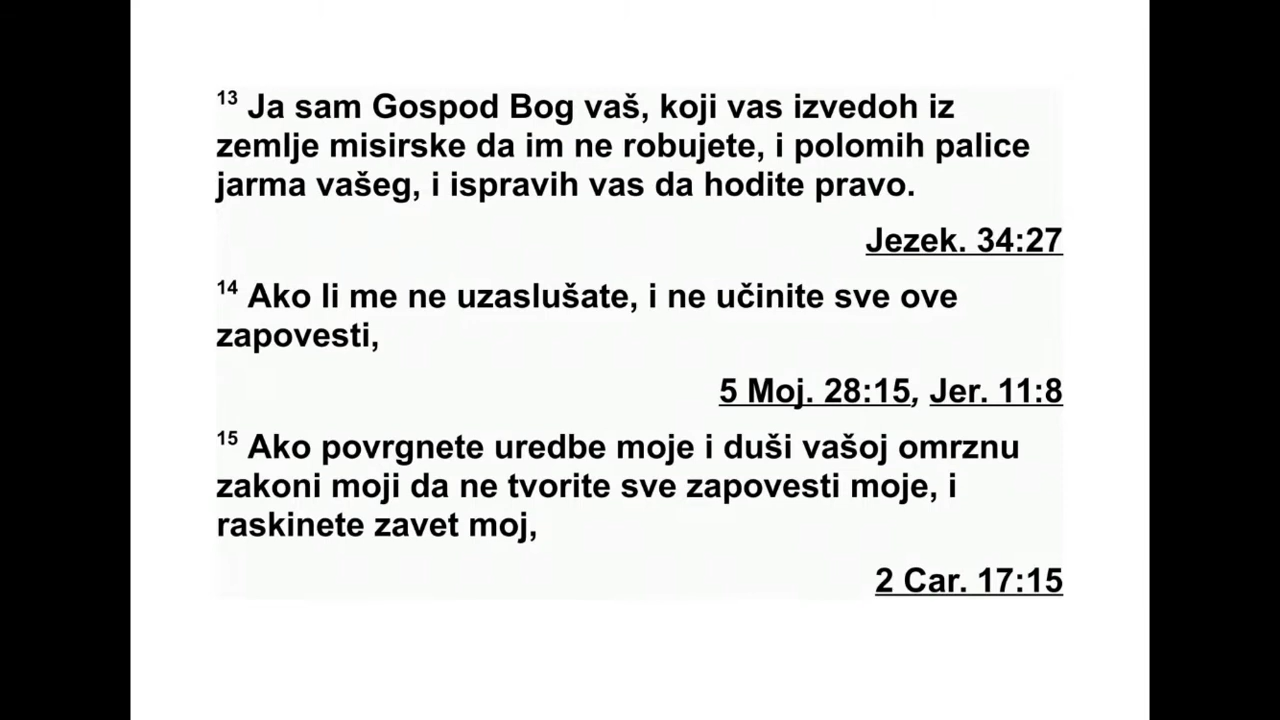 13 Ja sam Gospod Bog vaš, koji vas izvedoh iz
zemlje misirske da im ne robujete, i polomih palice
jarma vašeg, i ispravih vas da hodite pravo.
Jezek. 34:27
14 Ako li me ne uzaslušate, i ne učinite sve ove
zapovesti,
5 Moj. 28:15, Jer. 11:8
15 Ako povrgnete uredbe moje i duši vašoj omrznu
zakoni moji da ne tvorite sve zapovesti moje, i
raskinete zavet moj,
2 Car. 17:15